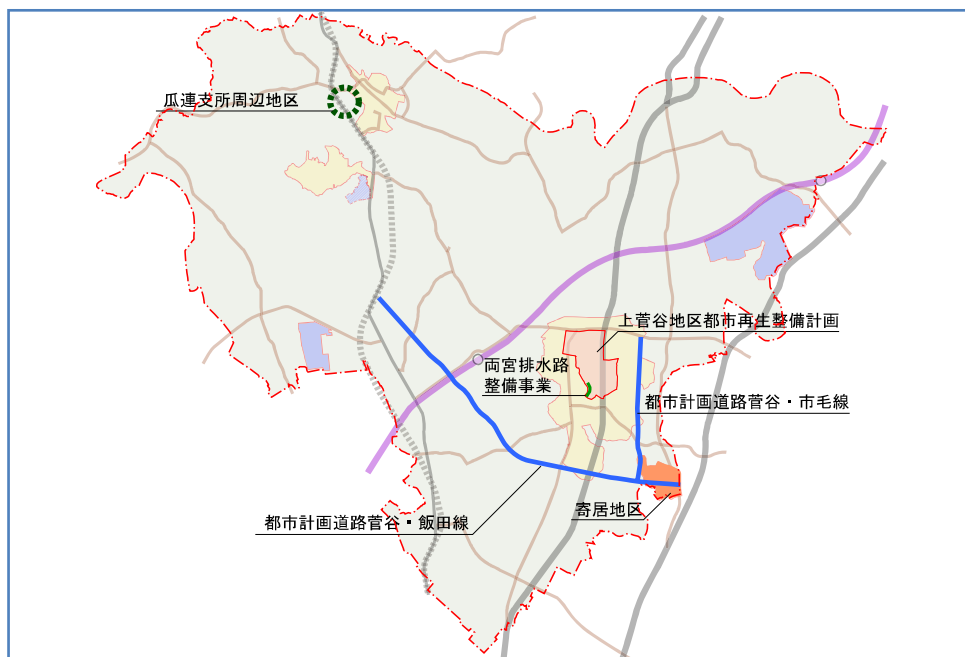 瓜連支所周辺地区
上菅谷地区都市再生整備計画
両宮排水路
整備事業
都市計画道路菅谷・市毛線
寄居地区
都市計画道路菅谷・飯田線